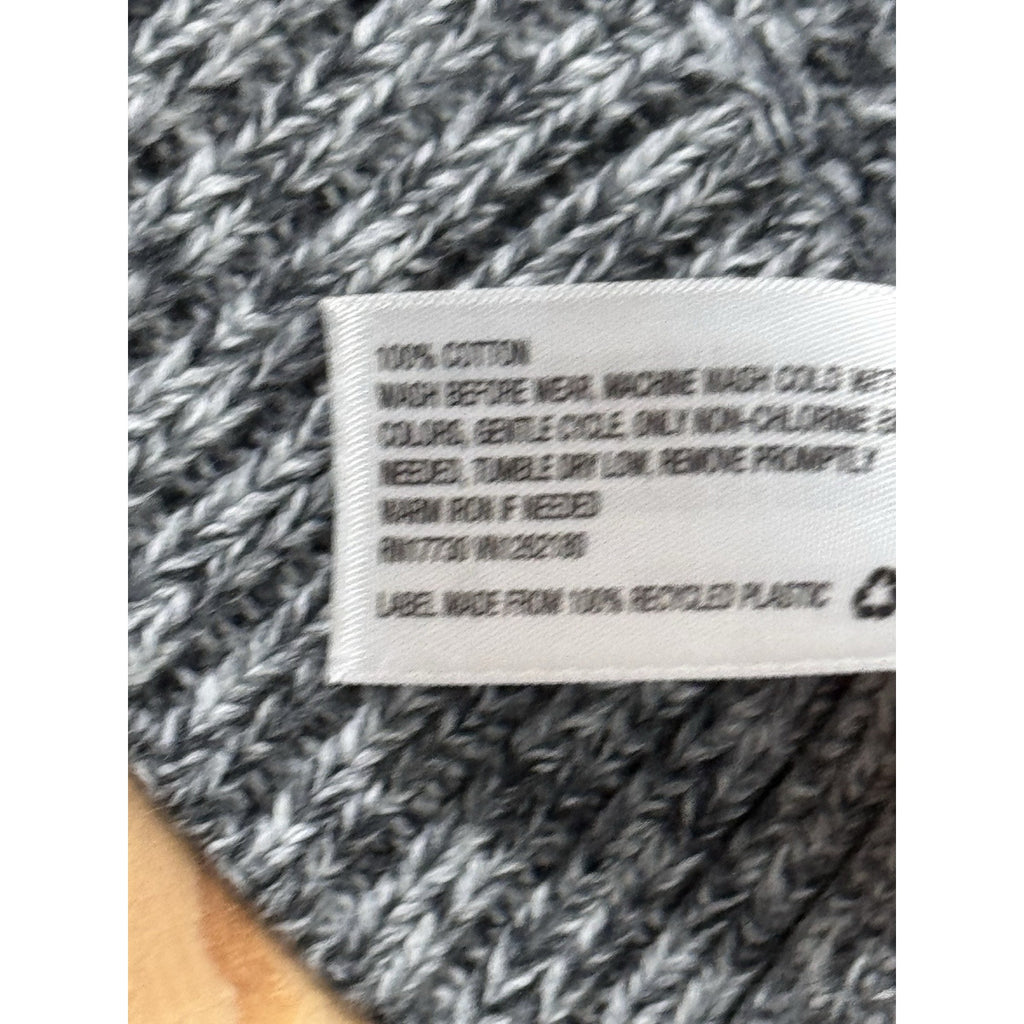 100% COTTON
WASH BEFORE WEAR, MACHINE WASH COLD
COLORS, GENTLE CYCLE, ONLY NON-CHLORINE
NEEDED, TUMBLE DRY LOW, REMOVE PROMPTLY
WARM IRON IF NEEDED
RN17730
LABEL MADE FROM 100% RECYCLED PLASTIC